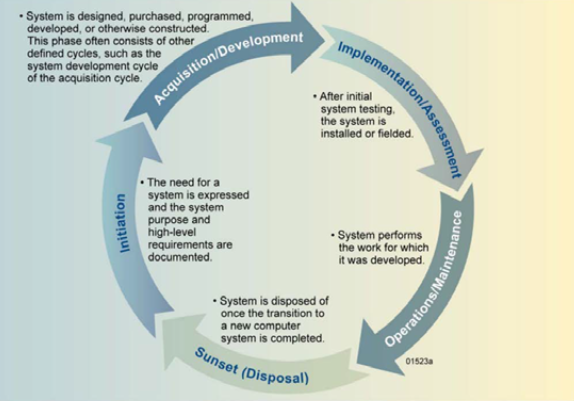 • System is designed, purchased, programmed,
developed, or otherwise constructed.
This phase often consists of other
defined cycles, such as the
system development cycle
of the acquisition cycle.
Acquisition/Development
Implementation/Assessment
• After initial
system testing,
the system is
installed or fielded.
Initiation
• The need for a
system is expressed
and the system
purpose and
high-level
requirements are
documented.
• System performs
the work for which
it was developed.
Operations/Maintenance
• System is disposed of
once the transition to
a new computer
system is completed.
Sunset (Disposal)
01523a